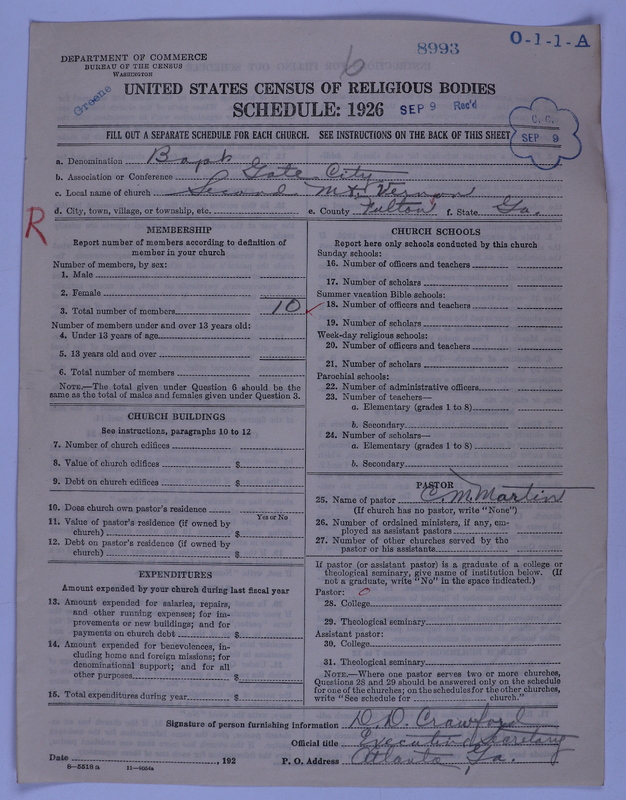 8993
O-1-1-A
DEPARTMENT OF COMMERCE
BUREAU OF THE CENSUS
WASHINGTON
Greene
UNITED STATES CENSUS OF RELIGIOUS BODIES
SCHEDULE: 1926
SEP 9 Rec'd
C. C.
SEP 9
FILL OUT A SEPARATE SCHEDULE FOR EACH CHURCH. SEE INSTRUCTIONS ON THE BACK OF THIS SHEET
a. Denomination Bapt
b. Association or Conference Gate City
c. Local name of church Second Mt. Vernon
d. City, town, village, or township, etc. e. County Fulton f. State Ga.
R
MEMBERSHIP
Report number of members according to definition of
member in your church
Number of members, by sex:
1. Male
2. Female
3. Total number of members 10
Number of members under and over 13 years old:
4. Under 13 years of age
5. 13 years old and over
6. Total number of members
NOTE.—The total given under Question 6 should be
same as the total of males and females given under Question 3.
CHURCH BUILDINGS
See instructions, paragraphs 10 to 12
7. Number of church edifices
8. Value of church edifices $
9. Debt on church edifices $
10. Does church own pastor's residence
Yes or No
11. Value of pastor's residence (if owned by
church) $
12. Debt on pastor's residence (if owned by
church) $
EXPENDITURES
Amount expended by your church during last fiscal year
13. Amount expended for salaries, repairs,
and other running expenses; for im-
provements or new buildings; and for
payments on church debt $
14. Amount expended for benevolences, in-
cluding home and foreign missions; for
denominational support; and for all
other purposes $
15. Total expenditures during year $
CHURCH SCHOOLS
Report here only schools conducted by this church
Sunday schools:
16. Number of officers and teachers
17. Number of scholars
Summer vacation Bible schools:
18. Number of officers and teachers
19. Number of scholars
Week-day religious schools:
20. Number of officers and teachers
21. Number of scholars
Parochial schools:
22. Number of administrative officers
23. Number of teachers—
a. Elementary (grades 1 to 8)
b. Secondary
24. Number of scholars—
a. Elementary (grades 1 to 8)
b. Secondary
PASTOR
25. Name of pastor C. M. Martin
(If church has no pastor, write "None")
26. Number of ordained ministers, if any, em-
ployed as assistant pastors
27. Number of other churches served by the
pastor or his assistants
If pastor (or assistant pastor) is a graduate of a college or
theological seminary, give name of institution below. (If
not a graduate, write "No" in the space indicated.)
Pastor:
28. College
29. Theological seminary
Assistant pastor:
30. College
31. Theological seminary
NOTE.—Where one pastor serves two or more churches,
Questions 28 and 29 should be answered only on the schedule
for one of the churches; on the schedules for the other churches,
write "See schedule for church."
Signature of person furnishing information D. D. Crawford
Official title Executive Secretary
Date , 192 P. O. Address Atlanta, Ga.
8-5518a 11-9054a